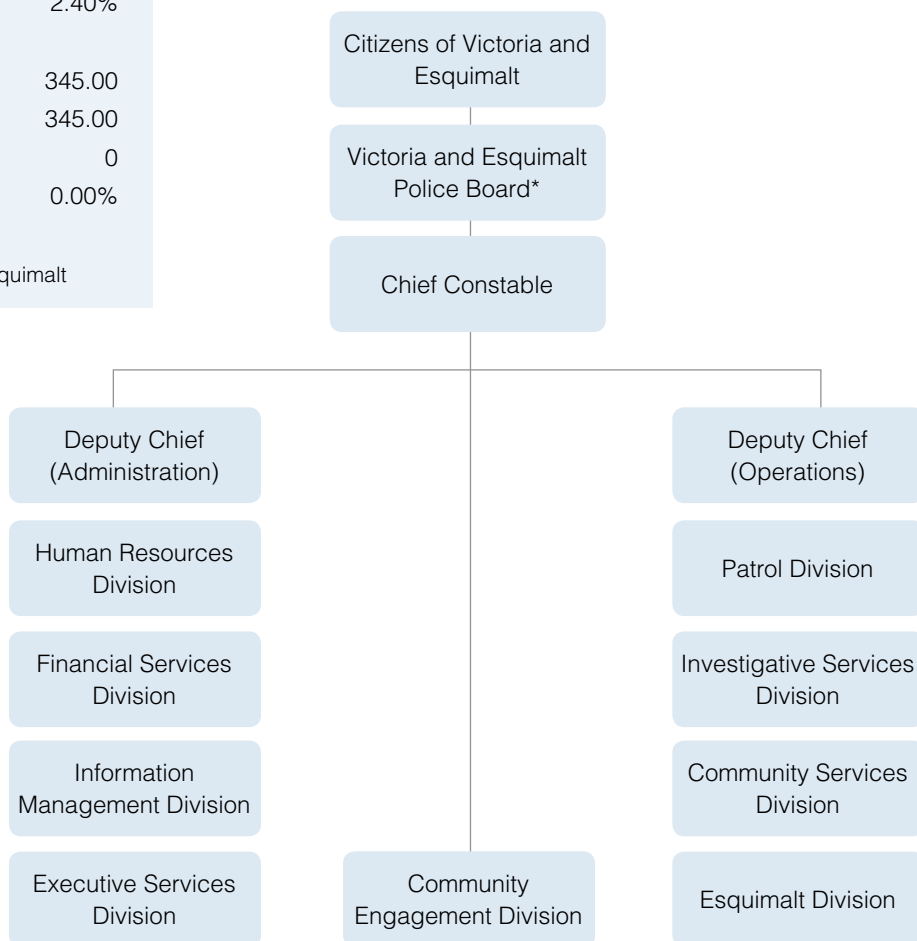 2.40%
345.00
345.00
0
0.00%
quimalt
Citizens of Victoria and
Esquimalt
Victoria and Esquimalt
Police Board*
Chief Constable
Deputy Chief
(Administration)
Human Resources
Division
Financial Services
Division
Information
Management Division
Executive Services
Division
Community
Engagement Division
Deputy Chief
(Operations)
Patrol Division
Investigative Services
Division
Community Services
Division
Esquimalt Division